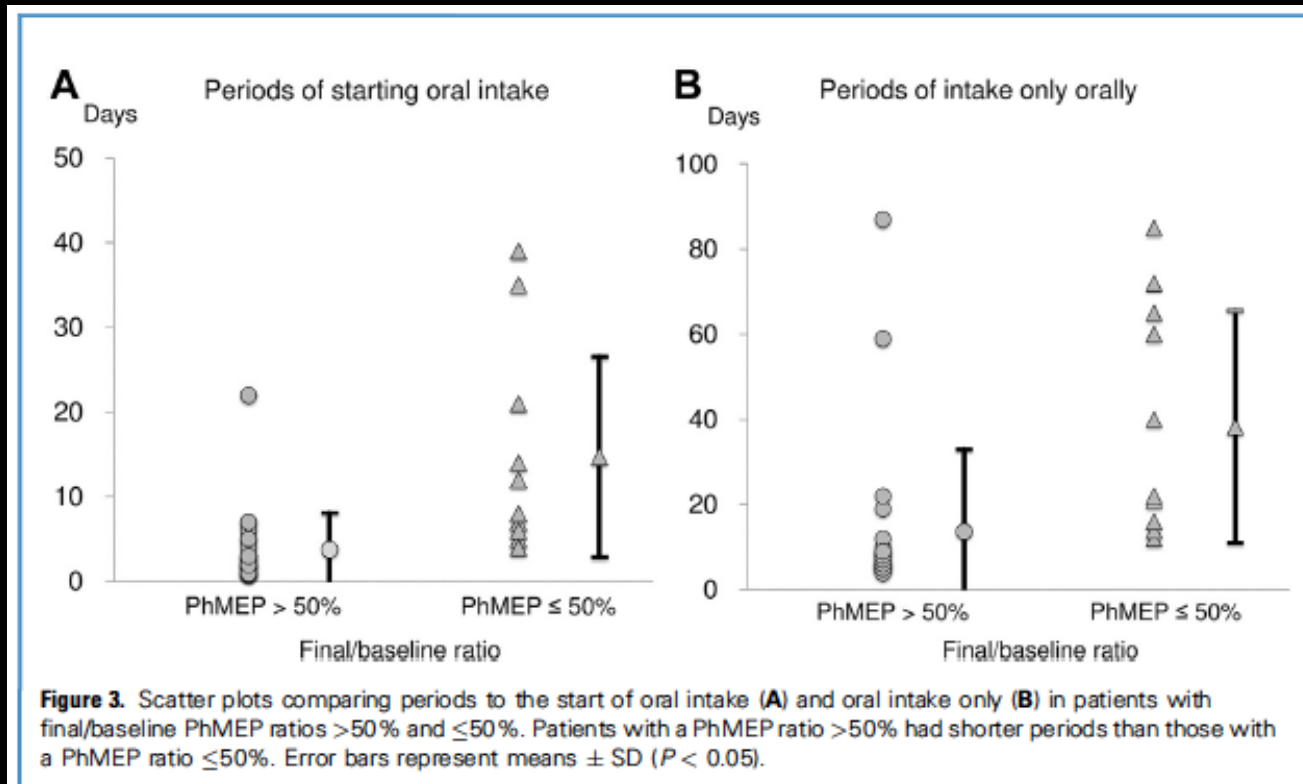 A
Periods of starting oral intake
Days
50
40
30
20
10
0
PhMEP > 50%
PhMEP ≤ 50%
Final/baseline ratio
B
Periods of intake only orally
Days
100
80
60
40
20
0
PhMEP > 50%
PhMEP ≤ 50%
Final/baseline ratio
Figure 3. Scatter plots comparing periods to the start of oral intake (A) and oral intake only (B) in patients with
final/baseline PhMEP ratios >50% and ≤50%. Patients with a PhMEP ratio >50% had shorter periods than those with
a PhMEP ratio ≤50%. Error bars represent means ± SD (P < 0.05).